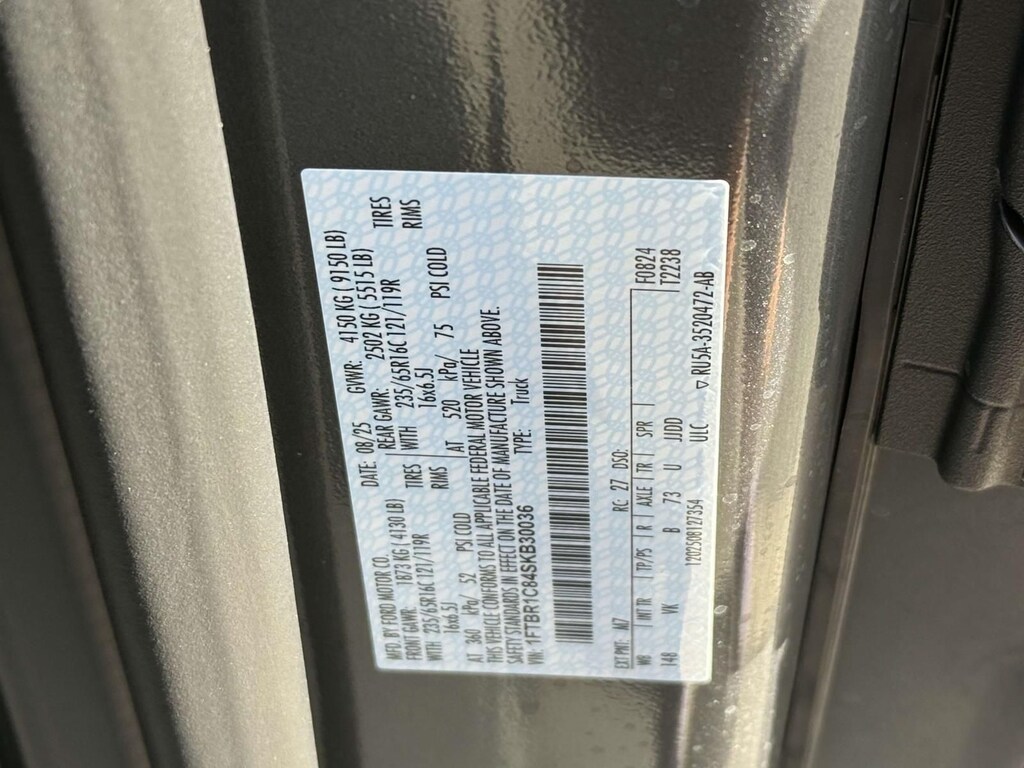 MFD. BY FORD MOTOR CO. DATE: 08/25 GVWR: 4150 KG ( 9150 LB)
FRONT GAWR: 1873 KG ( 4130 LB) REAR GAWR: 2502 KG ( 5515 LB)
WITH 235/65R16C 121/119R TIRES WITH 235/65R16C 121/119R TIRES
16x6.5J RIMS 16x6.5J RIMS
AT 360 kPa/ 52 PSI COLD AT 520 kPa/ 75 PSI COLD
THIS VEHICLE CONFORMS TO ALL APPLICABLE FEDERAL MOTOR VEHICLE
SAFETY STANDARDS IN EFFECT ON THE DATE OF MANUFACTURE SHOWN ABOVE.
VIN: 1FTBR1C84SKB30036 TYPE: Truck
EXT PNT: M7 RC: 27 DSO: F0824
WB | INT TR | TP/PS | R | AXLE | TR | SPR | T2238
148 VK B 73 U JJDD
1202508127354 ULC ▽ RU5A-3520472-AB